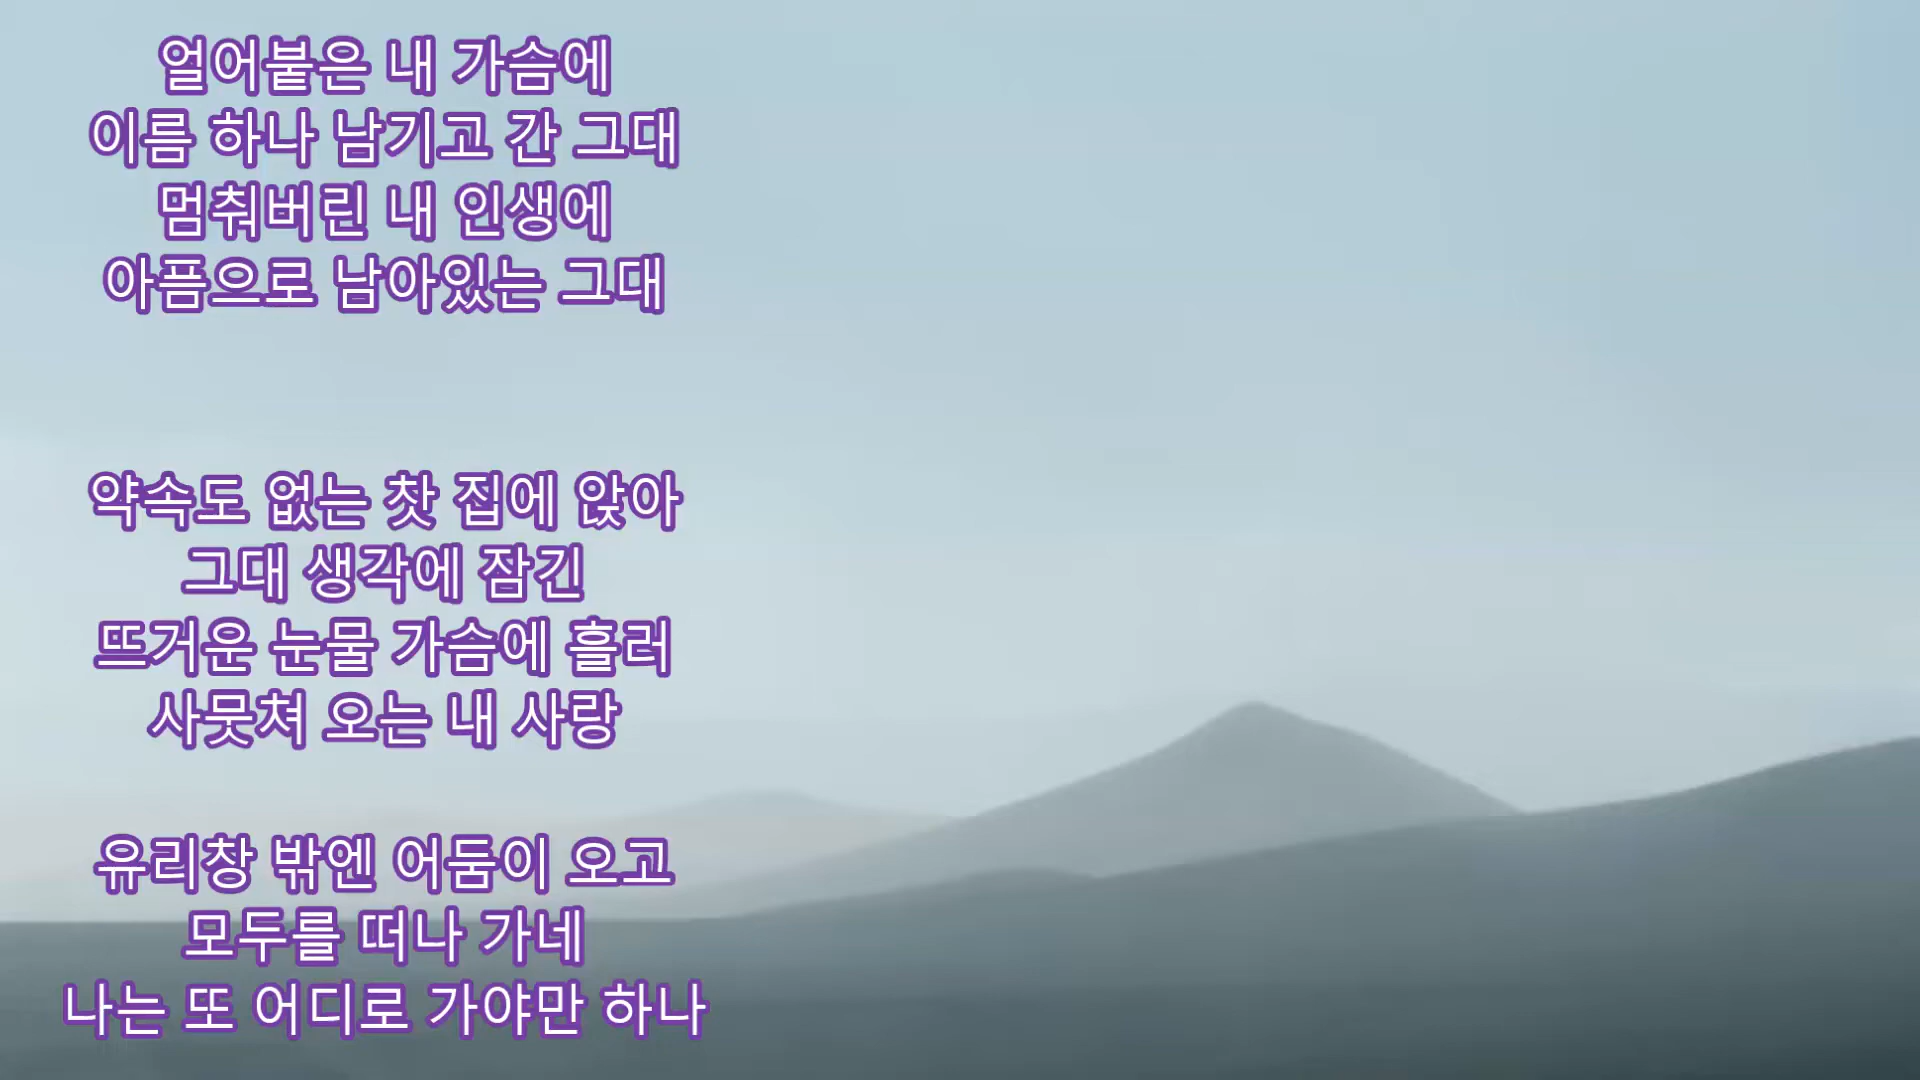 얼어붙은 내 가슴에
이름 하나 남기고 간 그대
멈춰버린 내 인생에
아픔으로 남아있는 그대
약속도 없는 찻 집에 앉아
그대 생각에 잠긴
뜨거운 눈물 가슴에 흘러
사뭇쳐 오는 내 사랑
유리창 밖엔 어둠이 오고
모두를 떠나 가네
나는 또 어디로 가야만 하나